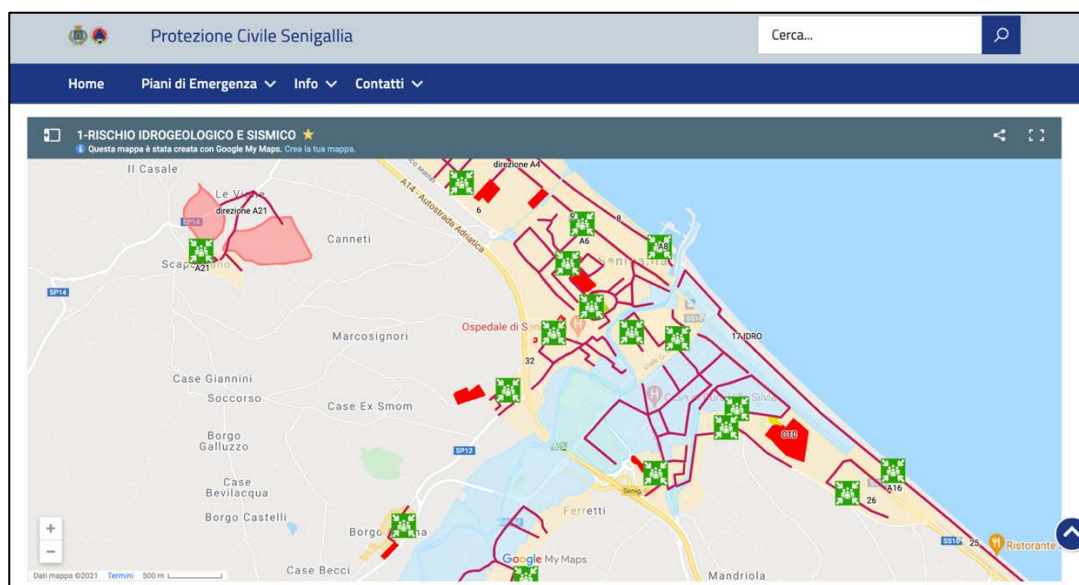 Protezione Civile Senigallia
Cerca...
Home
Piani di Emergenza
Info
Contatti
1-RISCHIO IDROGEOLOGICO E SISMICO
Questa mappa è stata creata con Google My Maps. Crea la tua mappa.
Il Casale
direzione A4
Le Vigne
6
A14 - Autostrada Adriatica
SP14
direzione A21
9
8
Canneti
A6
A8
A21
SP14
Marcosignori
Ospedale di
17 IDRO
32
Case Giannini
Soccorso
Case Ex Smom
Borgo
Galluzzo
C10
SP12
Case
Bevilacqua
A16
26
Borgo Castelli
Ferretti
+
−
SS16
25
Ristorante
Google My Maps
Case Becci
Mandriola
Dati mappa ©2021
Termini
500 m